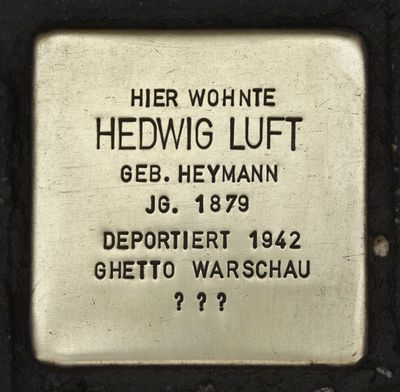 HIER WOHNTE
HEDWIG LUFT
GEB. HEYMANN
JG. 1879
DEPORTIERT 1942
GHETTO WARSCHAU
? ? ?